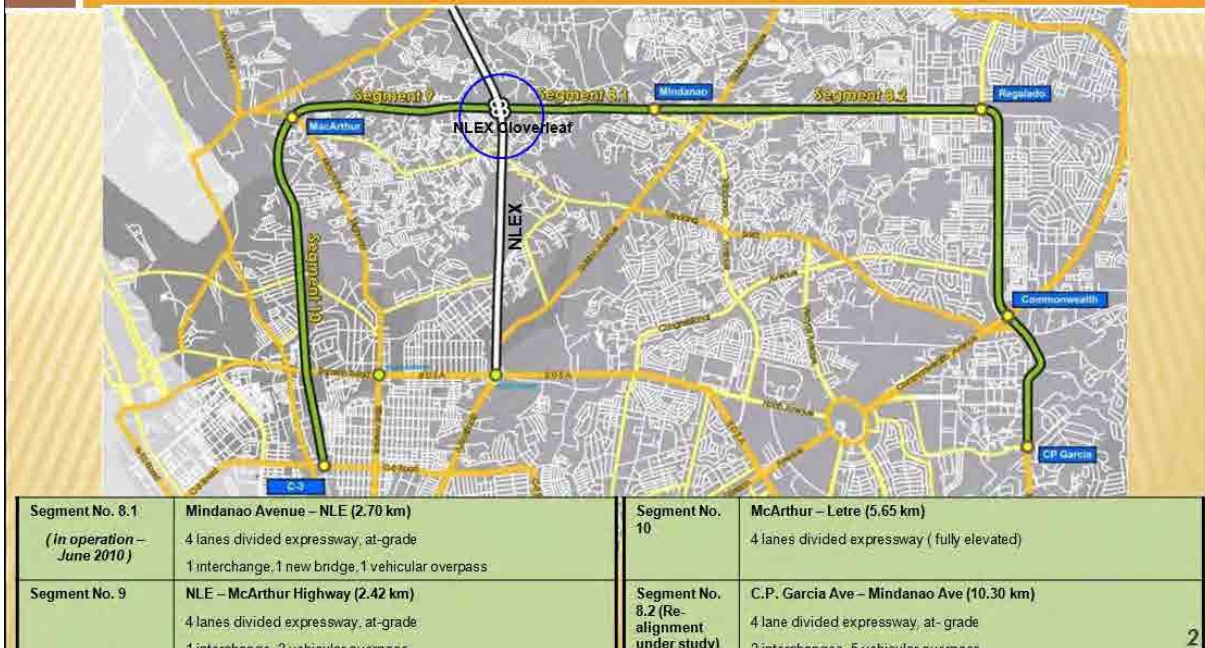 Segment 9
Segment 8.1
Mindanao
Segment 8.2
Regalado
MacArthur
NLEX Cloverleaf
NLEX
Segment 10
Commonwealth
Congressional
Avenue
Commonwealth Avenue
EDSA
EDSA
C-3
CP Garcia
Segment No. 8.1
( in operation –
June 2010 )
Mindanao Avenue – NLE (2.70 km)
4 lanes divided expressway, at-grade
1 interchange, 1 new bridge, 1 vehicular overpass
Segment No. 9
NLE – McArthur Highway (2.42 km)
4 lanes divided expressway, at-grade
Segment No.
10
McArthur – Letre (5.65 km)
4 lanes divided expressway ( fully elevated)
Segment No.
8.2 (Re-
alignment
under study)
C.P. Garcia Ave – Mindanao Ave (10.30 km)
4 lane divided expressway, at- grade
2